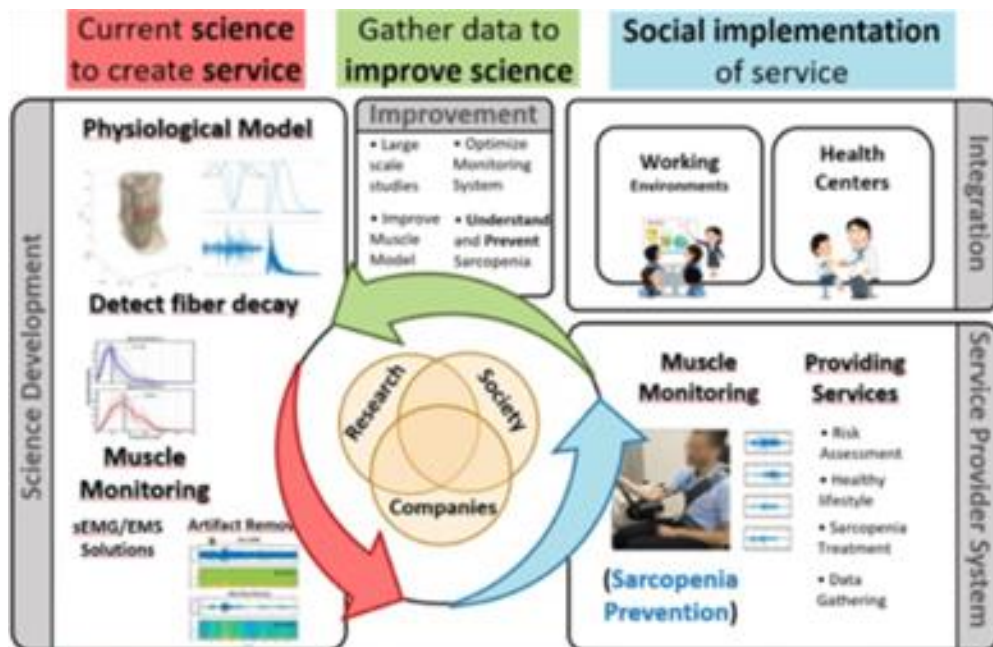 Current science
to create service
Gather data to
improve science
Social implementation
of service
Science Development
Physiological Model
Detect fiber decay
Muscle
Monitoring
sEMG/EMS
Solutions
Artifact Remov
Improvement
• Large
scale
studies
• Improve
Muscle
Model
• Optimize
Monitoring
System
• Understand
and Prevent
Sarcopenia
Research
Society
Companies
Working
Environments
Health
Centers
Integration
Muscle
Monitoring
(Sarcopenia
Prevention)
Providing
Services
• Risk
Assessment
• Healthy
lifestyle
• Sarcopenia
Treatment
• Data
Gathering
Service Provider System